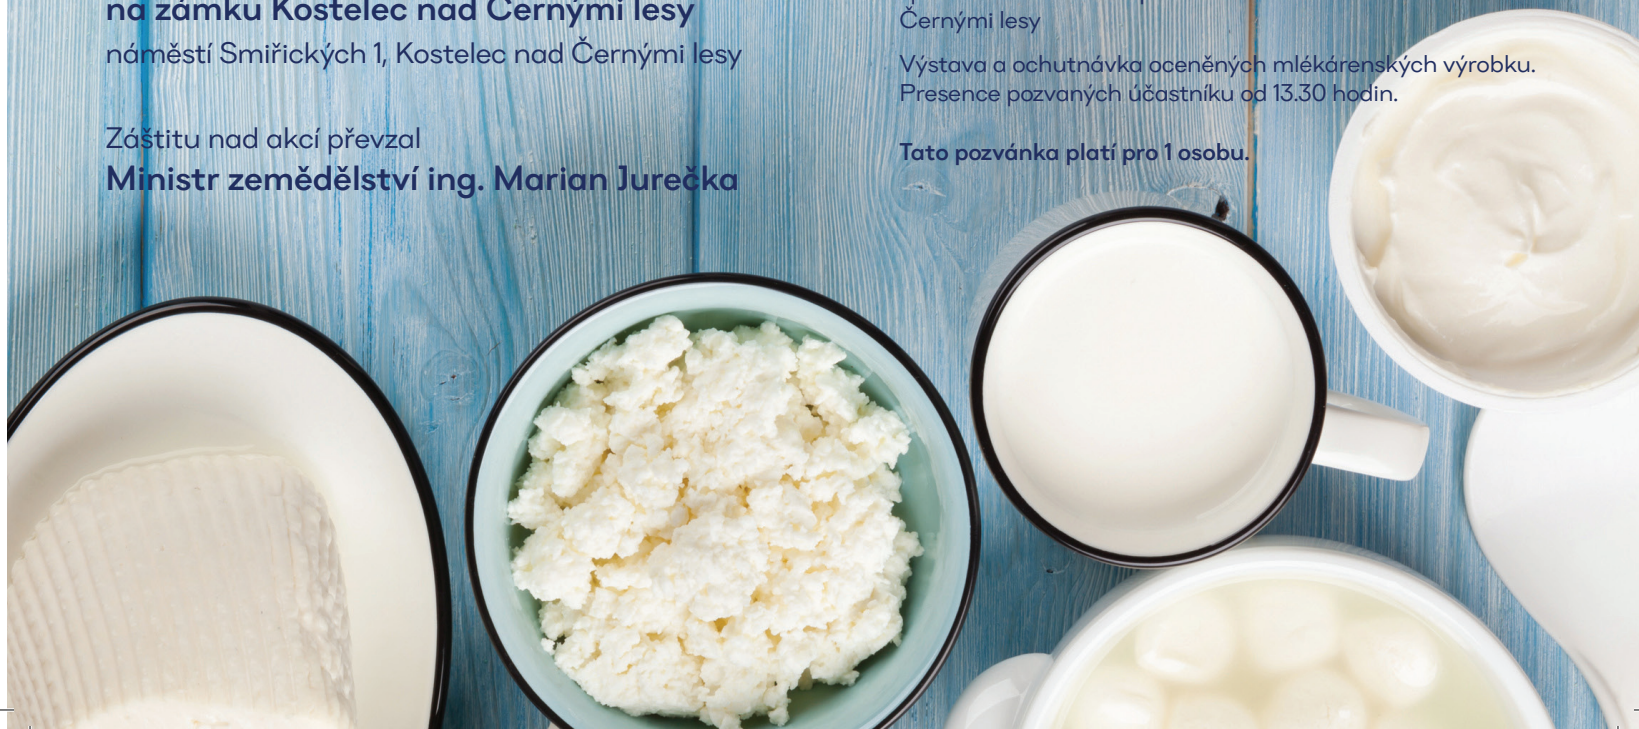 na zámku Kostelec nad Černými lesy
náměstí Smiřických 1, Kostelec nad Černými lesy
Záštitu nad akcí převzal
Ministr zemědělství ing. Marian Jurečka
Černými lesy
Výstava a ochutnávka oceněných mlékárenských výrobku.
Presence pozvaných účastníku od 13.30 hodin.
Tato pozvánka platí pro 1 osobu.